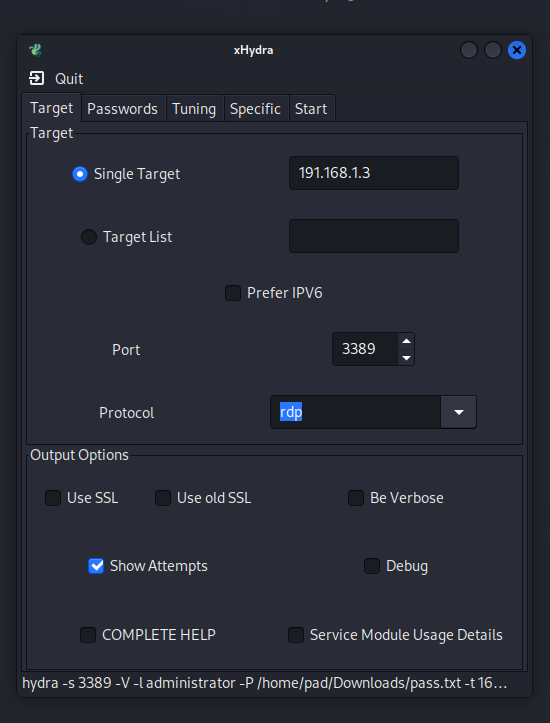 xHydra
Quit
Target Passwords Tuning Specific Start
Target
Single Target 191.168.1.3
Target List
Prefer IPV6
Port 3389
Protocol rdp
Output Options
Use SSL Use old SSL Be Verbose
Show Attempts Debug
COMPLETE HELP Service Module Usage Details
hydra -s 3389 -V -l administrator -P /home/pad/Downloads/pass.txt -t 16...